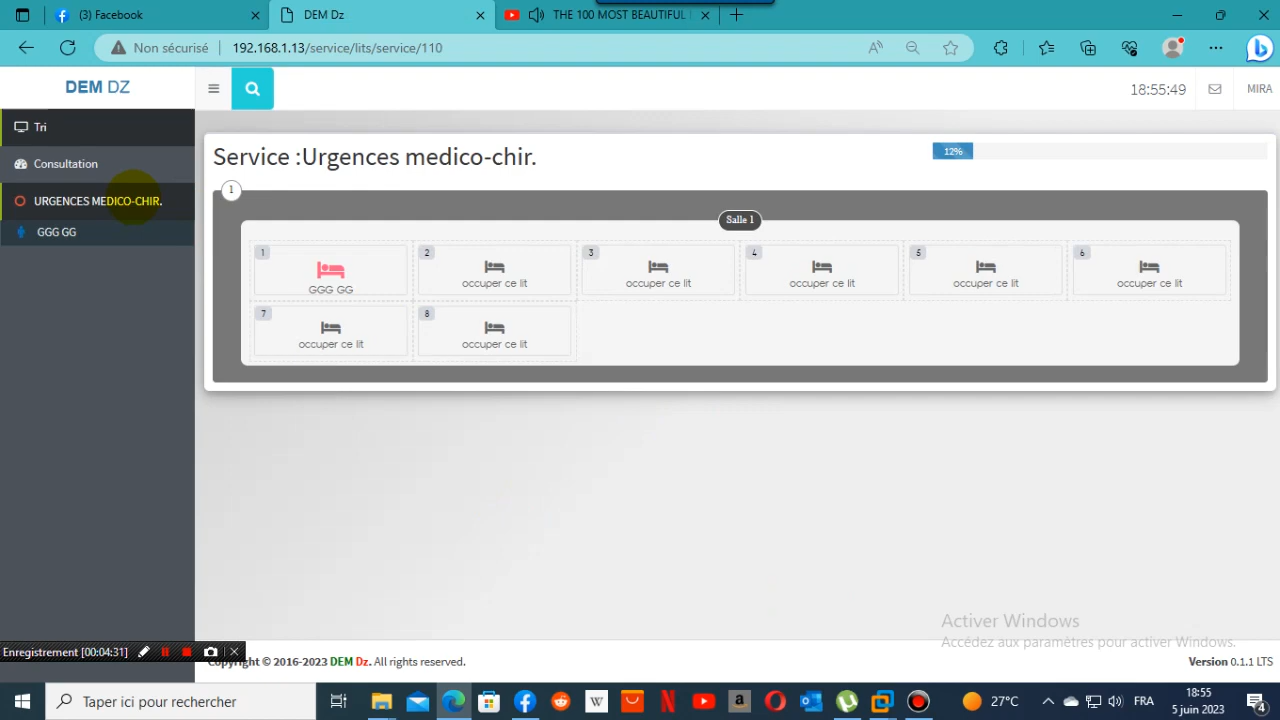 (3) Facebook
DEM Dz
THE 100 MOST BEAUTIFUL
Non sécurisé
192.168.1.13/service/lits/service/110
DEM DZ
18:55:49
MIRA
Tri
Consultation
URGENCES MEDICO-CHIR.
GGG GG
Service :Urgences medico-chir.
12%
1
Salle 1
1
GGG GG
2
occuper ce lit
3
occuper ce lit
4
occuper ce lit
5
occuper ce lit
6
occuper ce lit
7
occuper ce lit
8
occuper ce lit
Activer Windows
Accédez aux paramètres pour activer Windows.
Enregistrement [00:04:31]
Copyright © 2016-2023 DEM Dz. All rights reserved.
Version 0.1.1 LTS
Taper ici pour rechercher
27°C
FRA
18:55
5 juin 2023
4